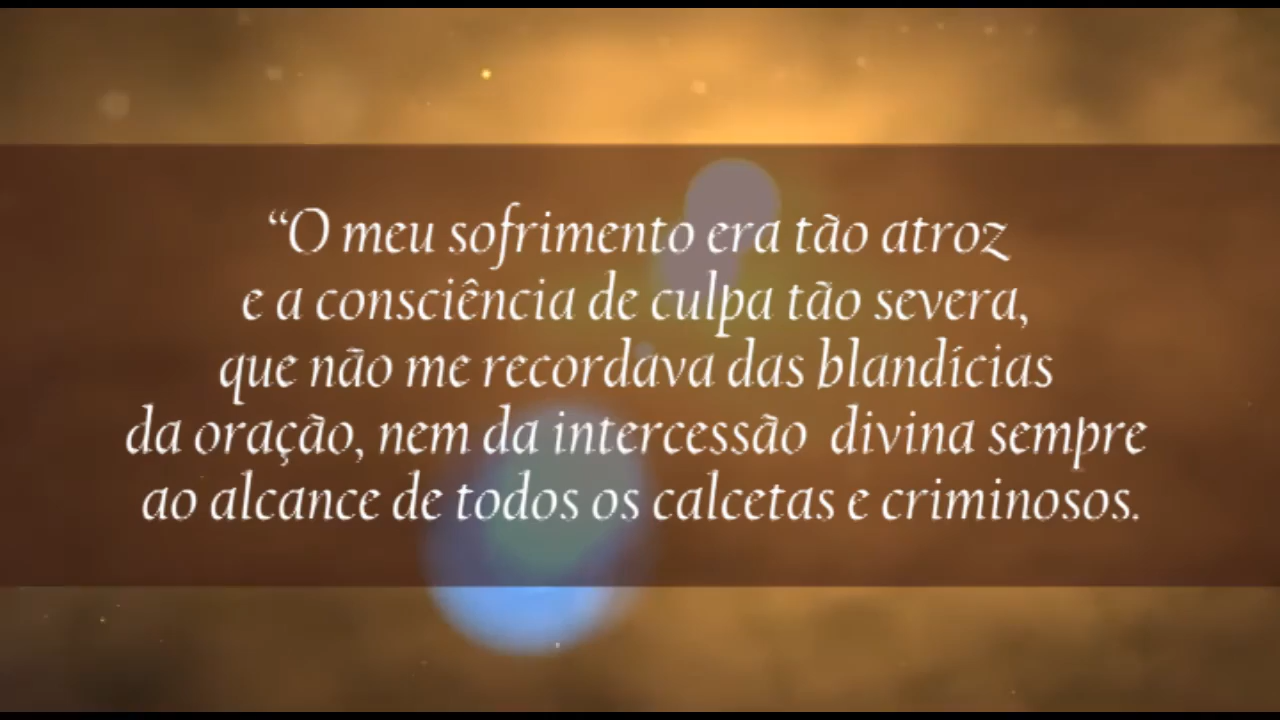 “O meu sofrimento era tão atroz
e a consciência de culpa tão severa,
que não me recordava das blandícias
da oração, nem da intercessão divina sempre
ao alcance de todos os calcetas e criminosos.